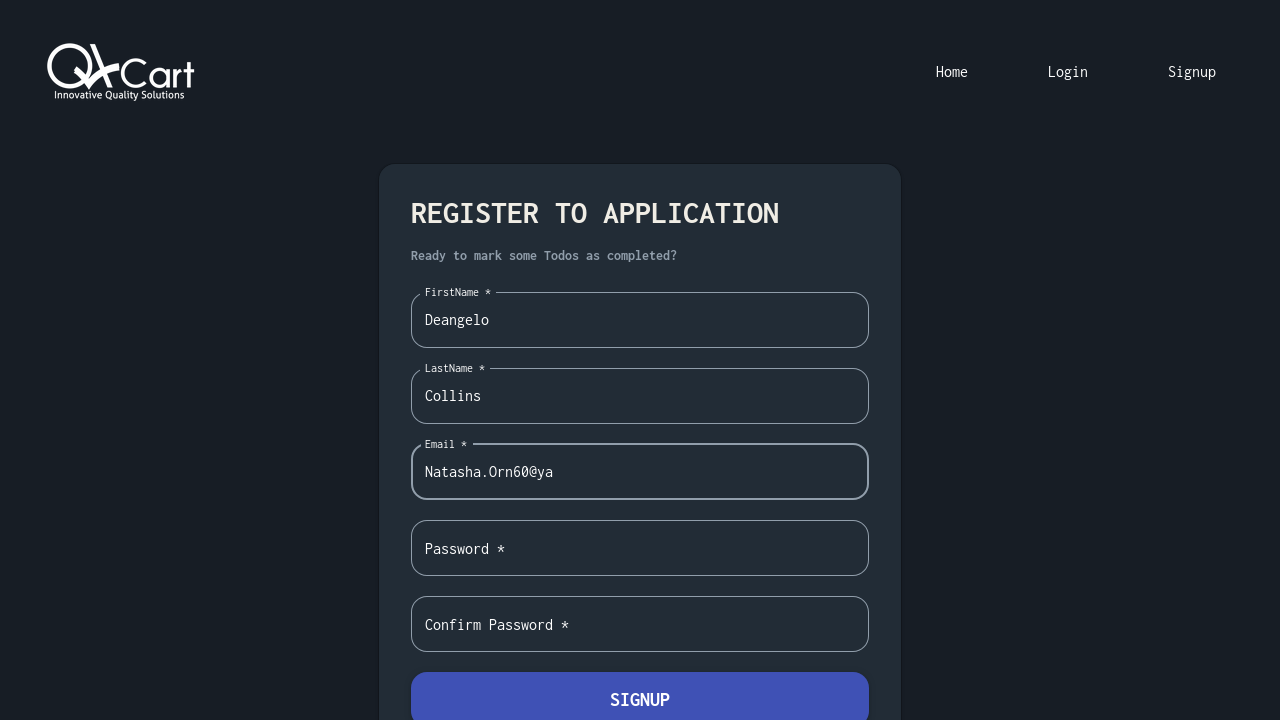 QKCart
Innovative Quality Solutions
Home
Login
Signup
REGISTER TO APPLICATION
Ready to mark some Todos as completed?
FirstName *
Deangelo
LastName *
Collins
Email *
Natasha.Orn60@ya
Password *
Confirm Password *
SIGNUP